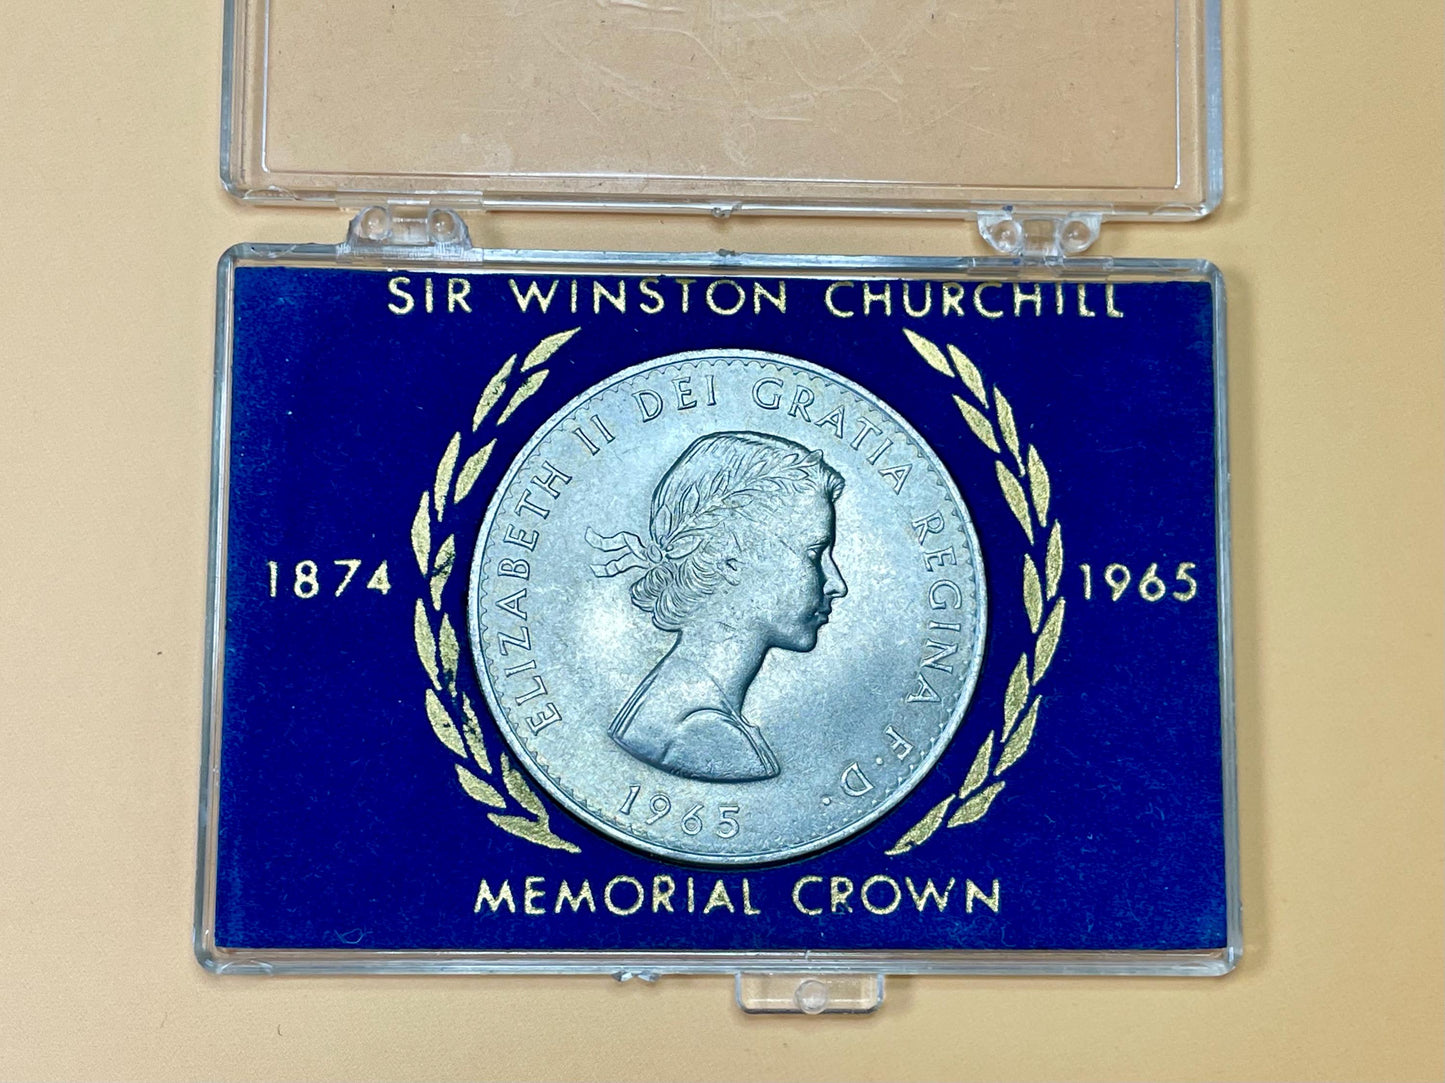 SIR WINSTON CHURCHILL
1874
ELIZABETH II DEI GRATIA REGINA F·D·
1965
1965
MEMORIAL CROWN